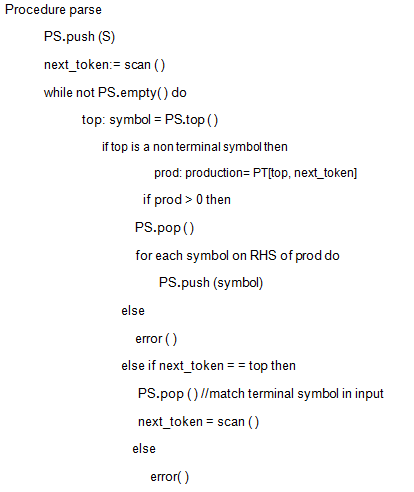 Procedure parse
PS.push (S)
next_token:= scan ( )
while not PS.empty( ) do
top: symbol = PS.top ( )
if top is a non terminal symbol then
prod: production= PT[top, next_token]
if prod > 0 then
PS.pop ( )
for each symbol on RHS of prod do
PS.push (symbol)
else
error ( )
else if next_token = = top then
PS.pop ( ) //match terminal symbol in input
next_token = scan ( )
else
error( )